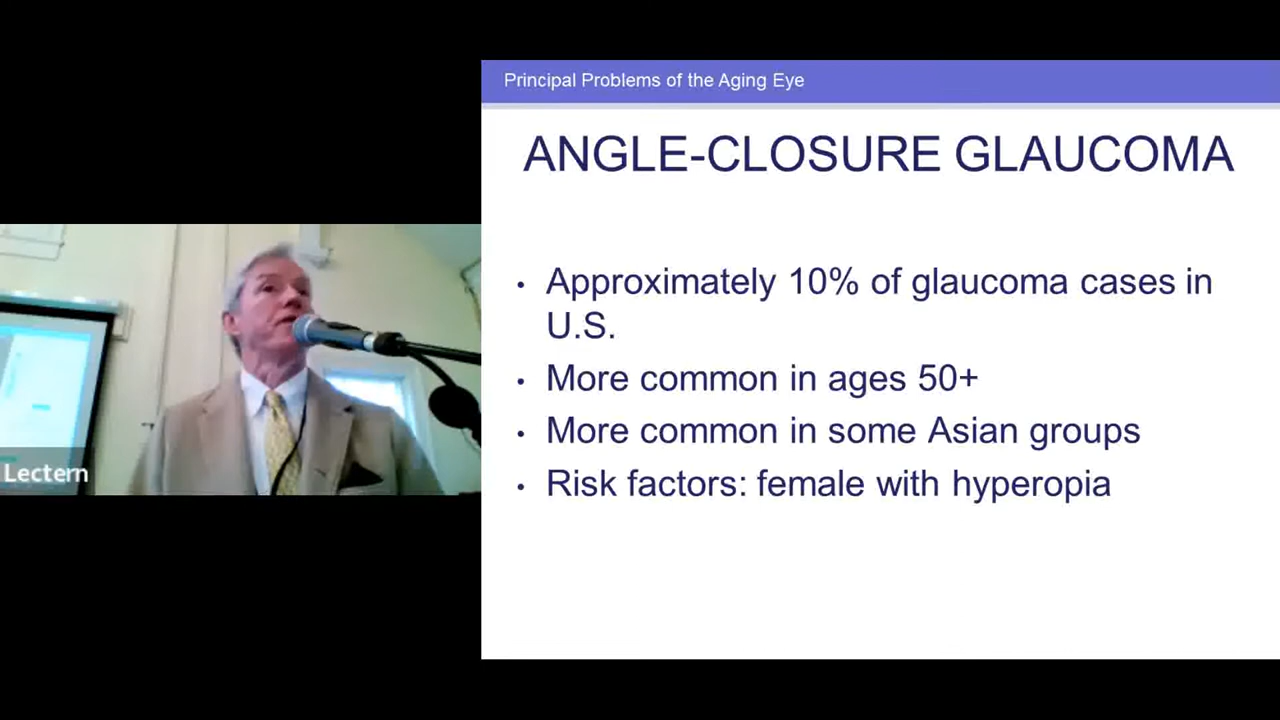 Principal Problems of the Aging Eye
ANGLE-CLOSURE GLAUCOMA
• Approximately 10% of glaucoma cases in
U.S.
• More common in ages 50+
• More common in some Asian groups
• Risk factors: female with hyperopia
Lectern